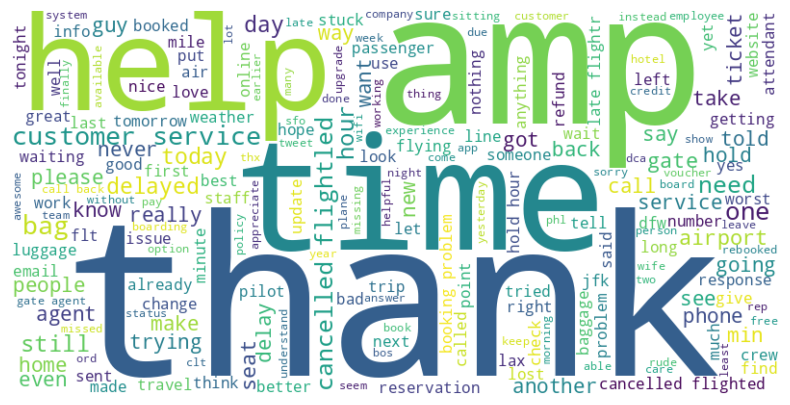 system
tonight
info
guy
booked
mile
put
well
finally
nice
available
air
love
online
earlier
many
great
last
tomorrow
weather
customer service
waiting
never
today
good
please
delayed
first
best
call back
awesome
work
without
pay
staff
team
know
really
bag
boarding
flt
issue
luggage
option
policy
minute
email
already
people
gate agent
status
change
agent
make
missed
still
trying
home
ord
clt
even
sent
made
travel
think
help
amp
time
thank
day
late
stuck
way
lot
upgrade
done
hope
thx
tweet
sfo
wifi
hour
cancelled flightled
update
appreciate
plane
missing
year
pilot
delay
seat
understand
better
bos
bad
answer
trip
next
book
seem
company
week
sure
sitting
passenger
use
want
working
thing
nothing
look
experience
flying
app
come
night
helpful
let
new
hold hour
yesterday
line
got
someone
booking problem
point
called
tried
right
lax
check
lost
keep
morning
reservation
customer
due
instead
employee
yet
ticket
website
attendant
hotel
credit
left
anything
refund
late flightr
take
getting
wait
say
told
back
gate
hold
show
dca
voucher
yes
sorry
call
board
need
service
worst
phl
tell
dfw
number
one
leave
said
person
long
airport
rebooked
jfk
wife
going
two
response
problem
baggage
see
give
rep
phone
free
able
rude
care
much
least
min
crew
find
another
cancelled flighted